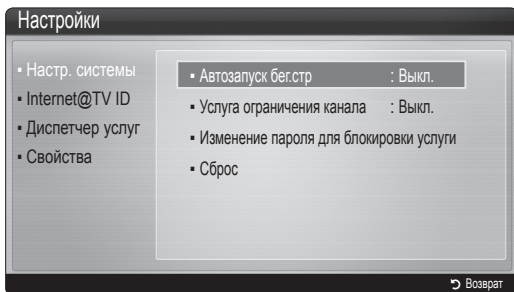 Настройки
▪ Настр. системы
▪ Internet@TV ID
▪ Диспетчер услуг
▪ Свойства
▪ Автозапуск бег.стр : Выкл.
▪ Услуга ограничения канала : Выкл.
▪ Изменение пароля для блокировки услуги
▪ Сброс
Возврат